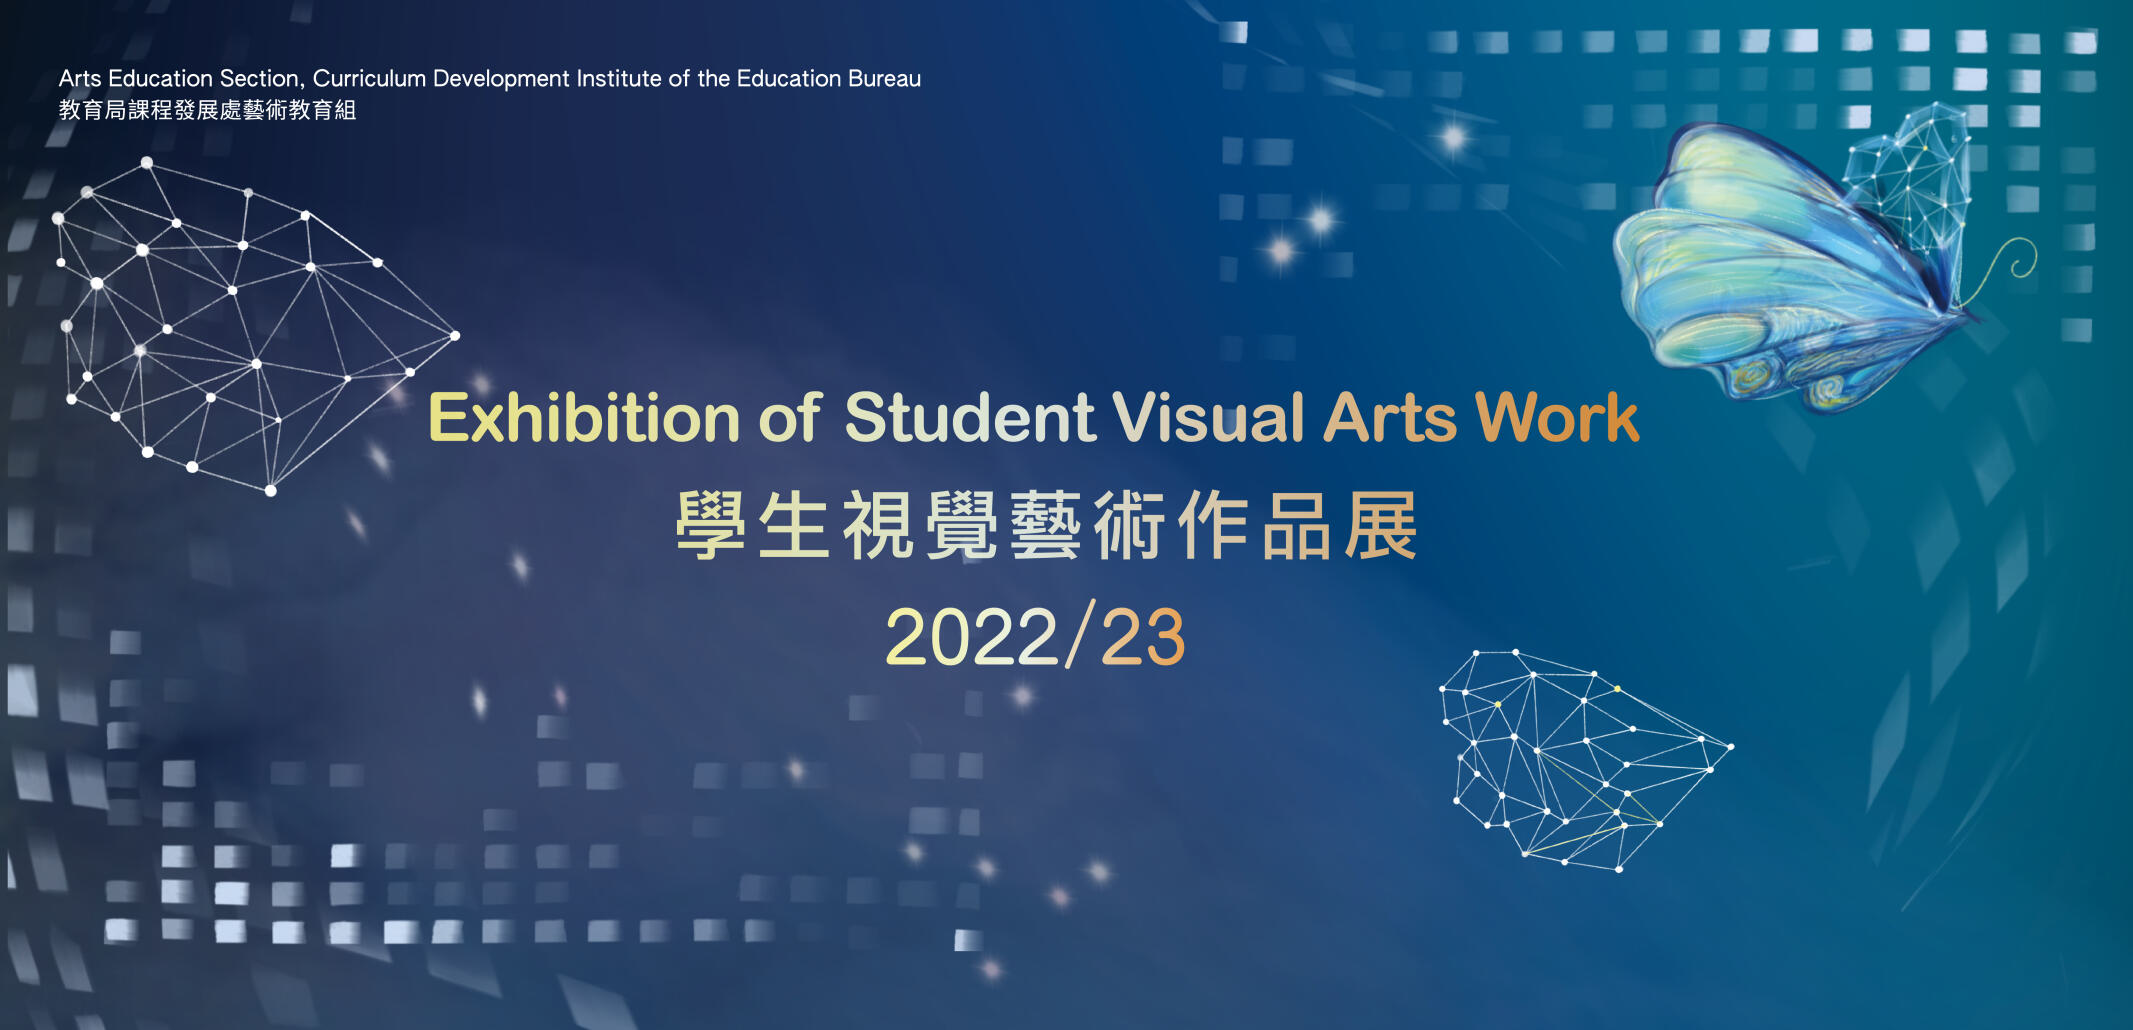 Arts Education Section, Curriculum Development Institute of the Education Bureau
教育局課程發展處藝術教育組
Exhibition of Student Visual Arts Work
學生視覺藝術作品展
2022/23